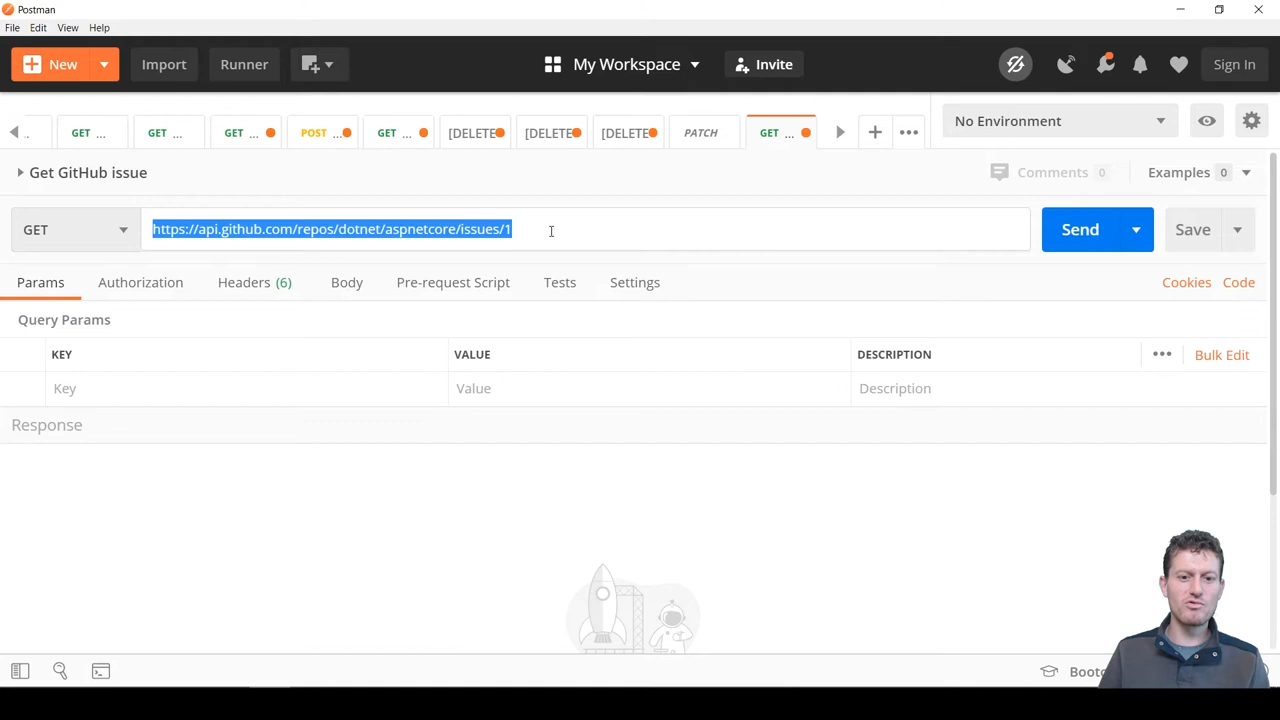 Postman
File Edit View Help
New Import Runner My Workspace Invite Sign In
.. GET ... GET ... GET ... POST ... GET ... [DELETE [DELETE [DELETE PATCH GET ... No Environment
Get GitHub issue Comments 0 Examples 0
GET https://api.github.com/repos/dotnet/aspnetcore/issues/1 Send Save
Params Authorization Headers (6) Body Pre-request Script Tests Settings Cookies Code
Query Params
KEY VALUE DESCRIPTION ... Bulk Edit
Key Value Description
Response
Bootc